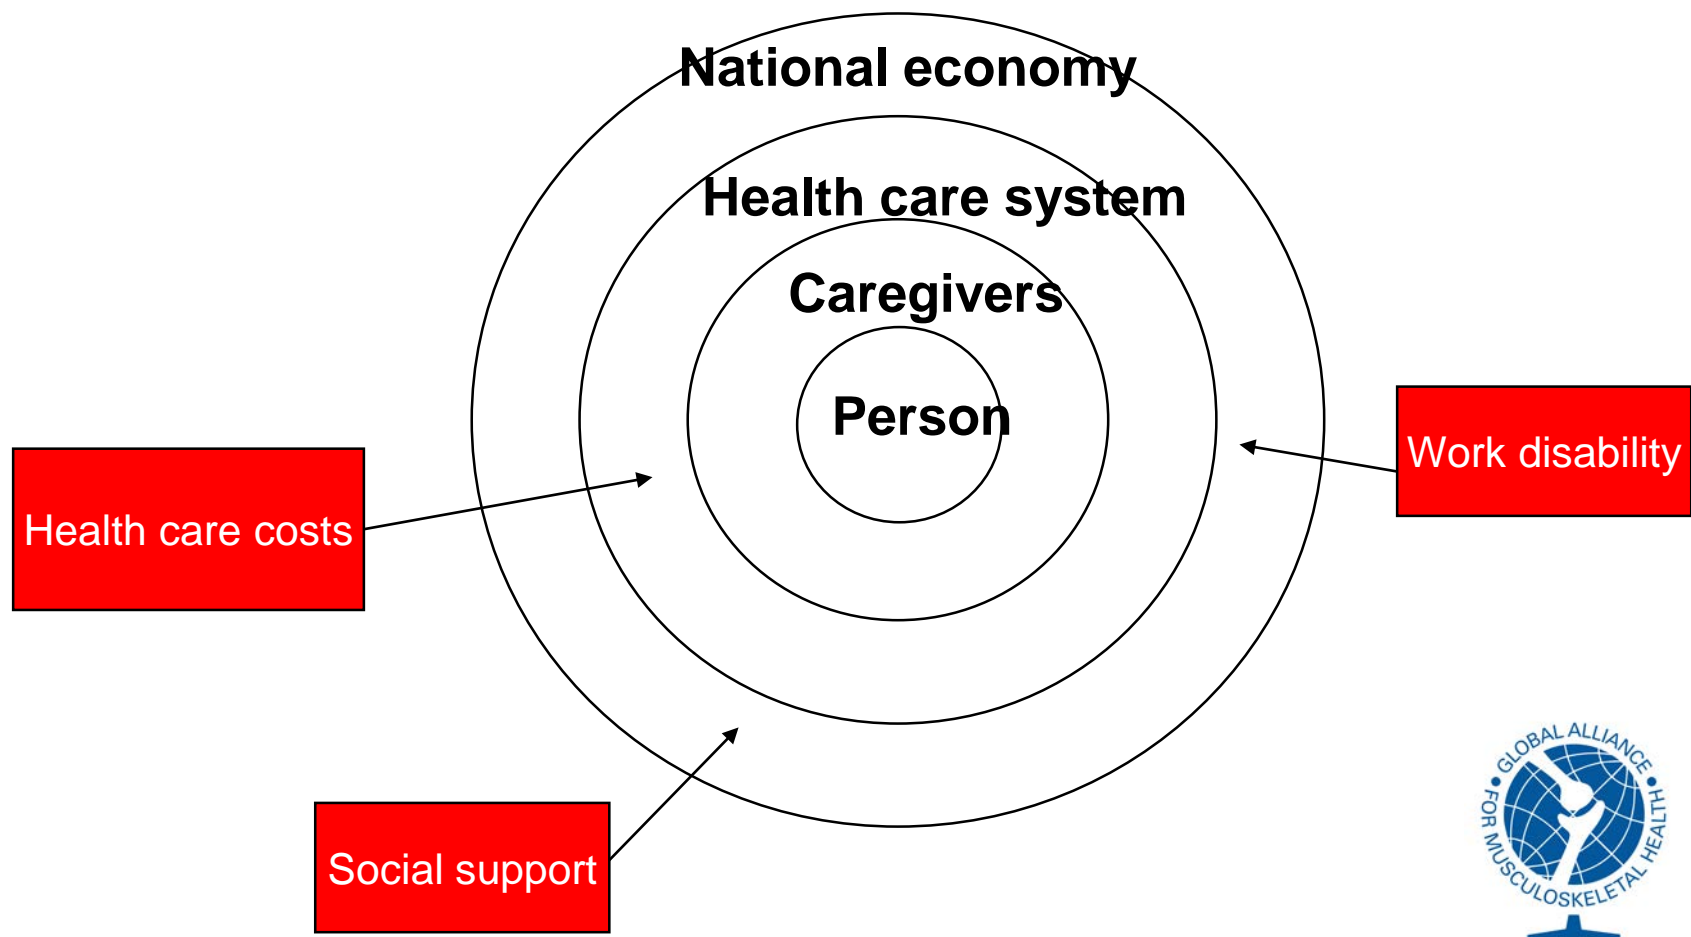 National economy
Health care system
Caregivers
Person
Work disability
Health care costs
Social support
GLOBAL ALLIANCE
FOR MUSCULOSKELETAL HEALTH